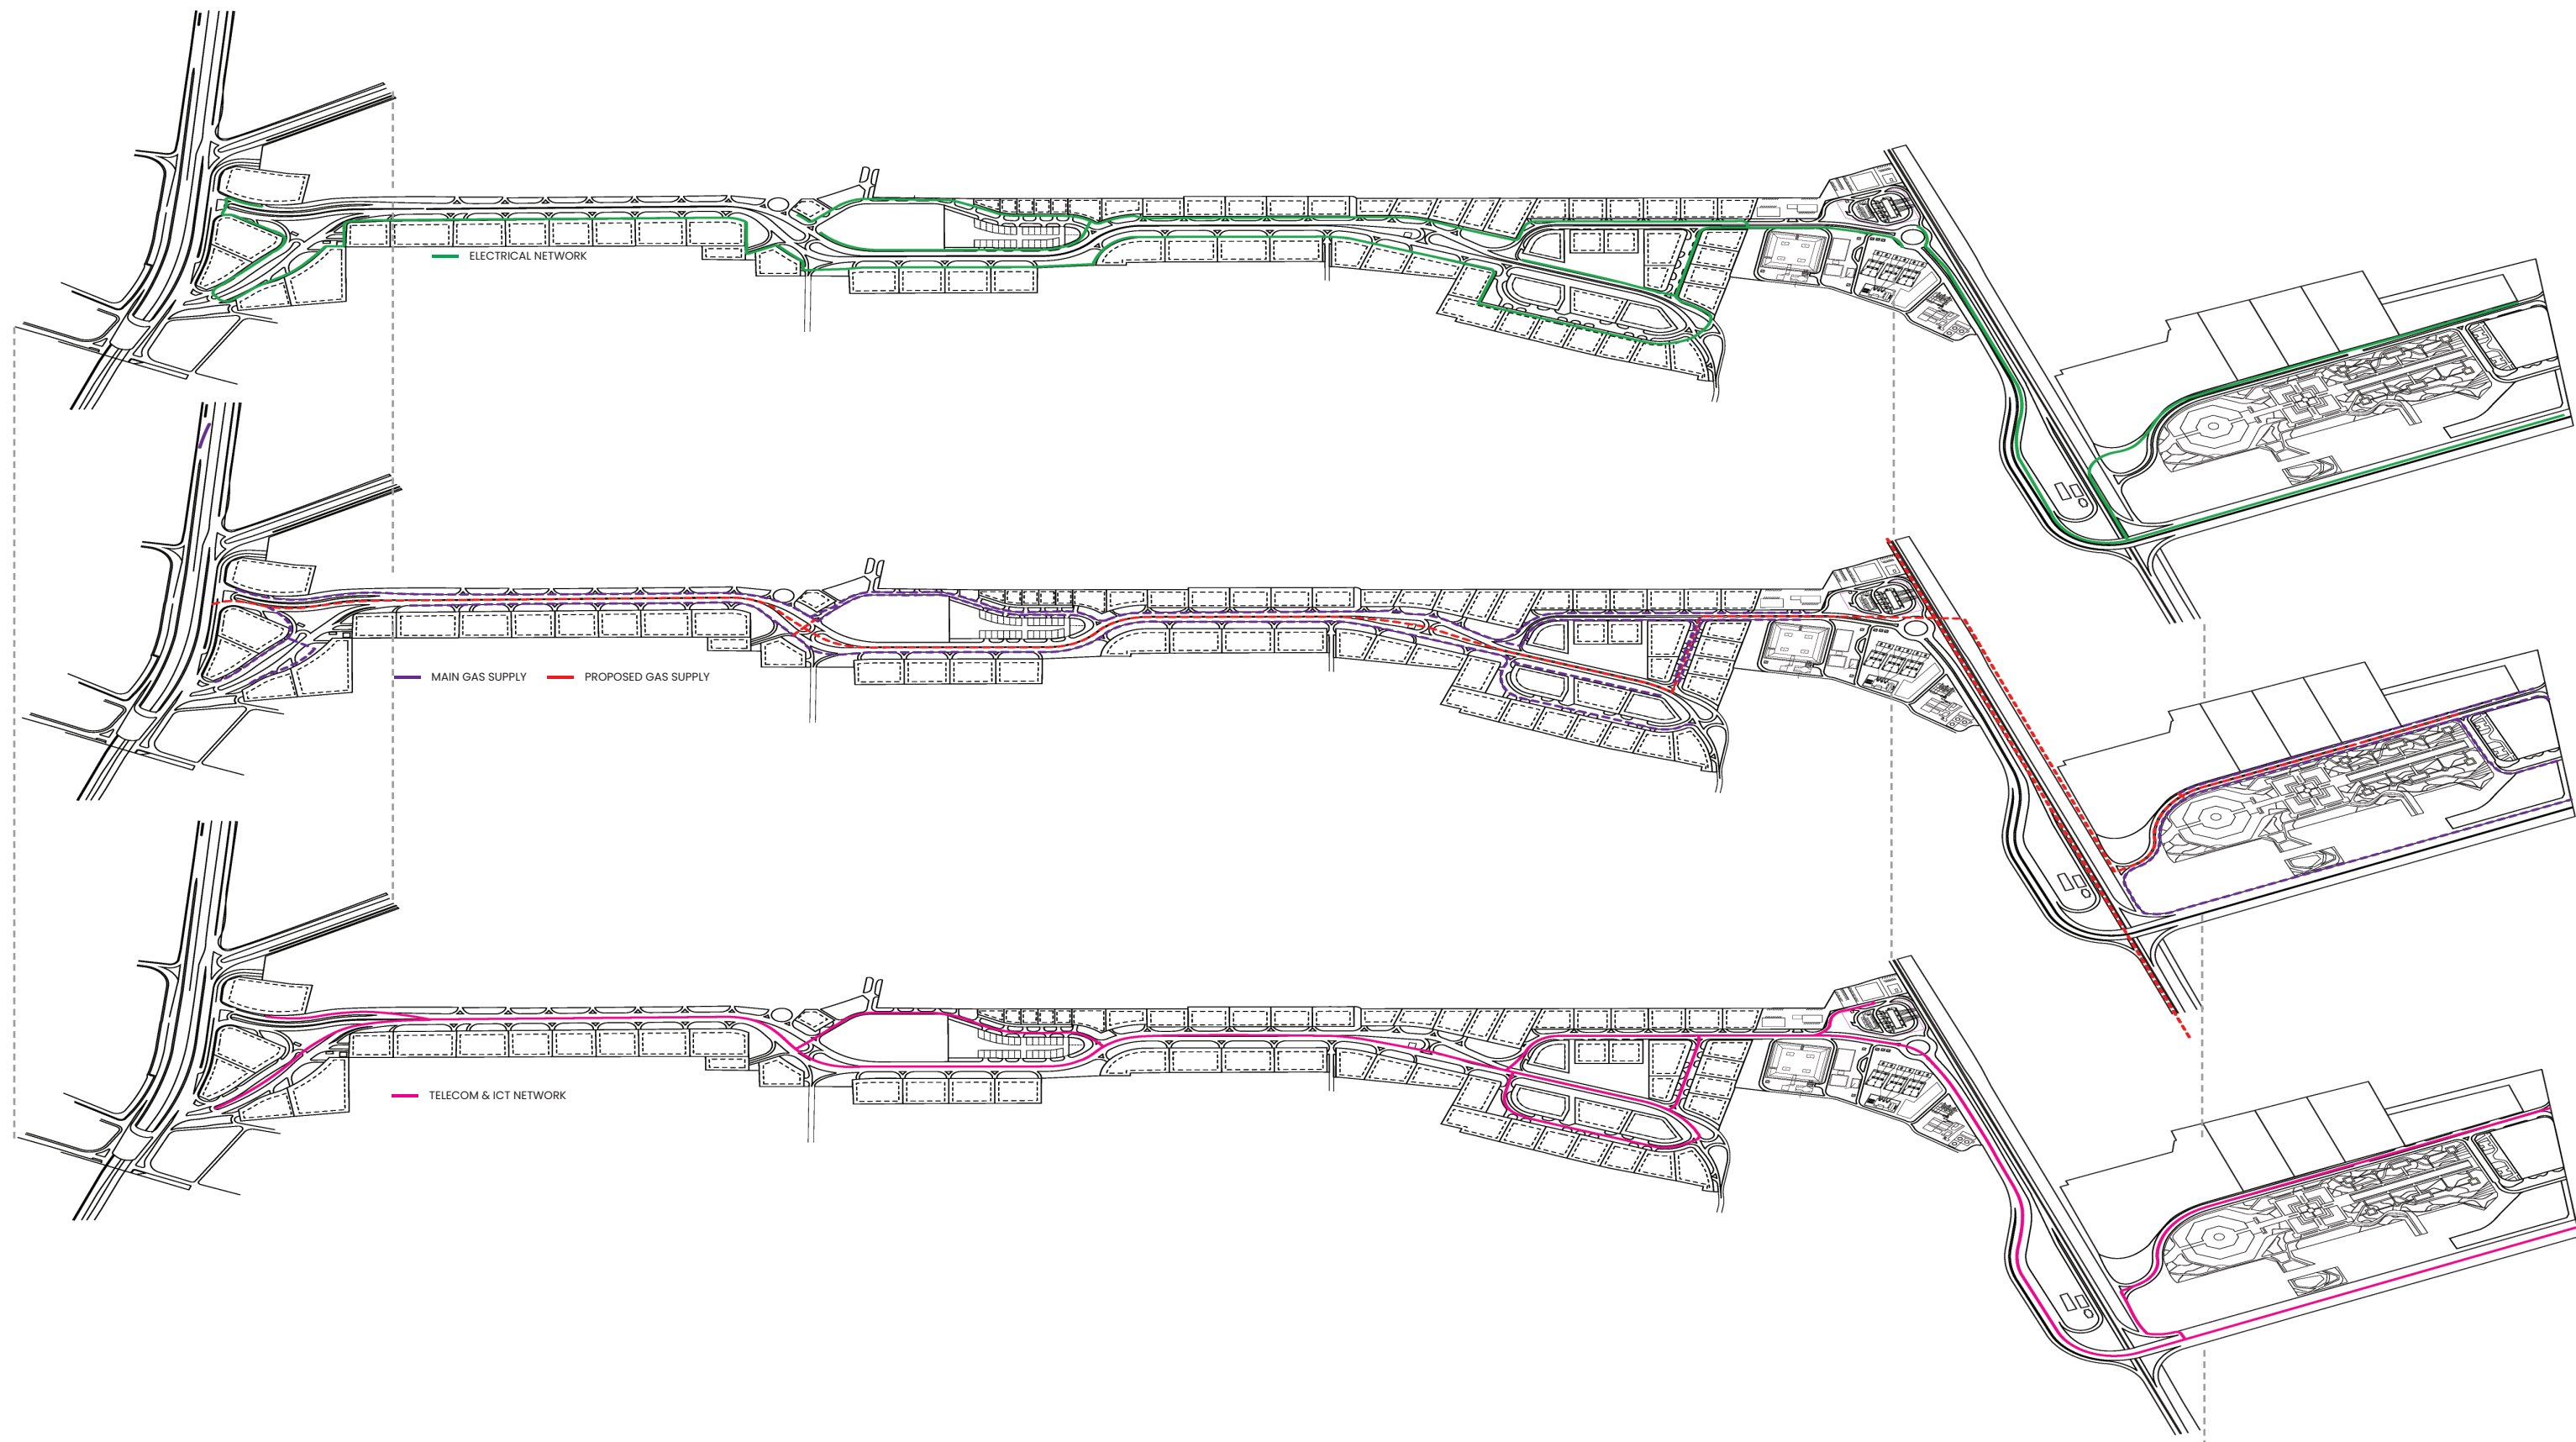 ELECTRICAL NETWORK
MAIN GAS SUPPLY PROPOSED GAS SUPPLY
TELECOM & ICT NETWORK